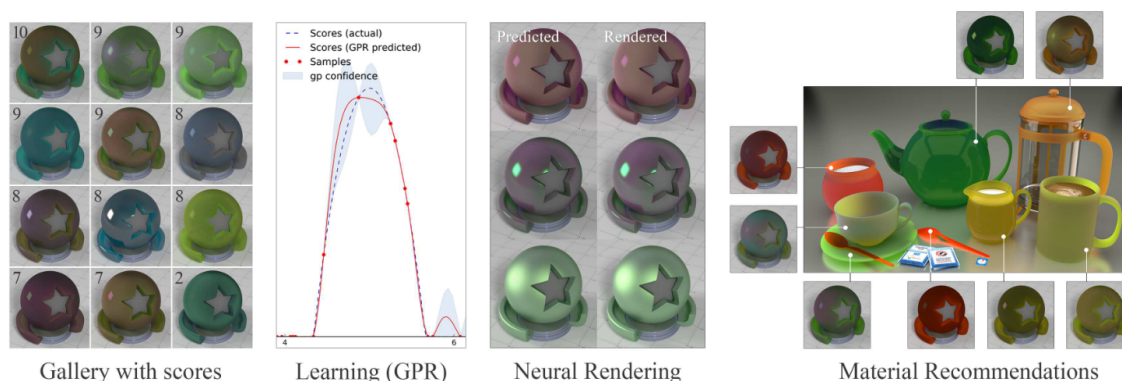 10 9 9
9 9 8
8 8 8
7 7 2
Scores (actual)
Scores (GPR predicted)
Samples
gp confidence
4 6
Predicted Rendered
Gallery with scores
Learning (GPR)
Neural Rendering
Material Recommendations